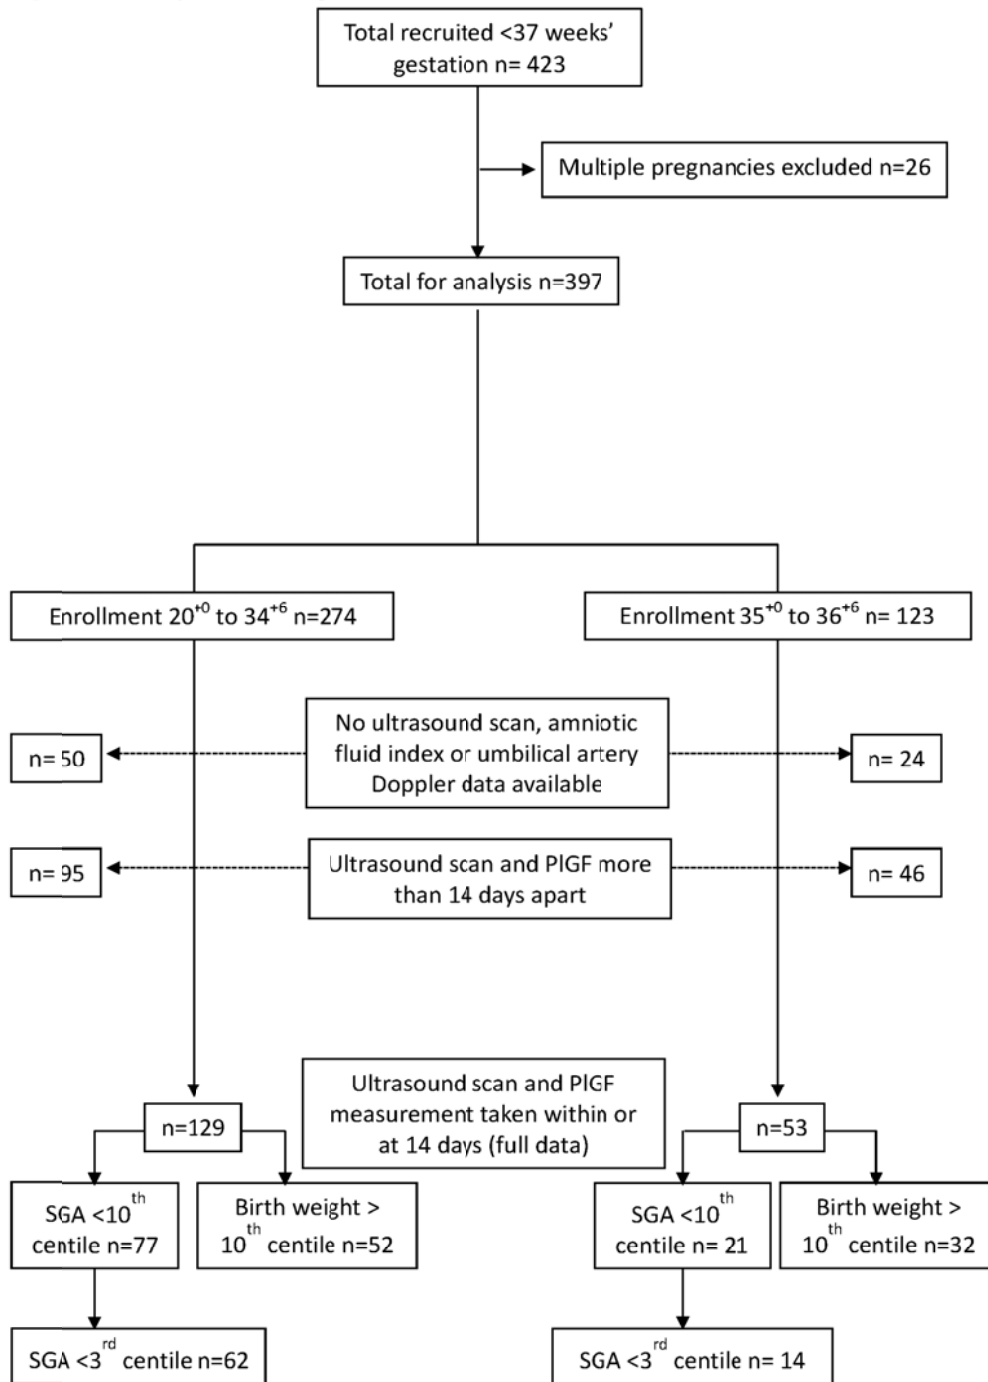 Total recruited <37 weeks’
gestation n= 423
Multiple pregnancies excluded n=26
Total for analysis n=397
Enrollment 20+0 to 34+6 n=274
Enrollment 35+0 to 36+6 n= 123
No ultrasound scan, amniotic
fluid index or umbilical artery
Doppler data available
n= 50
n= 24
Ultrasound scan and PlGF more
than 14 days apart
n= 95
n= 46
Ultrasound scan and PlGF
measurement taken within or
at 14 days (full data)
n=129
n=53
SGA <10th
centile n=77
Birth weight >
10th centile n=52
SGA <10th
centile n= 21
Birth weight >
10th centile n=32
SGA <3rd centile n=62
SGA <3rd centile n= 14